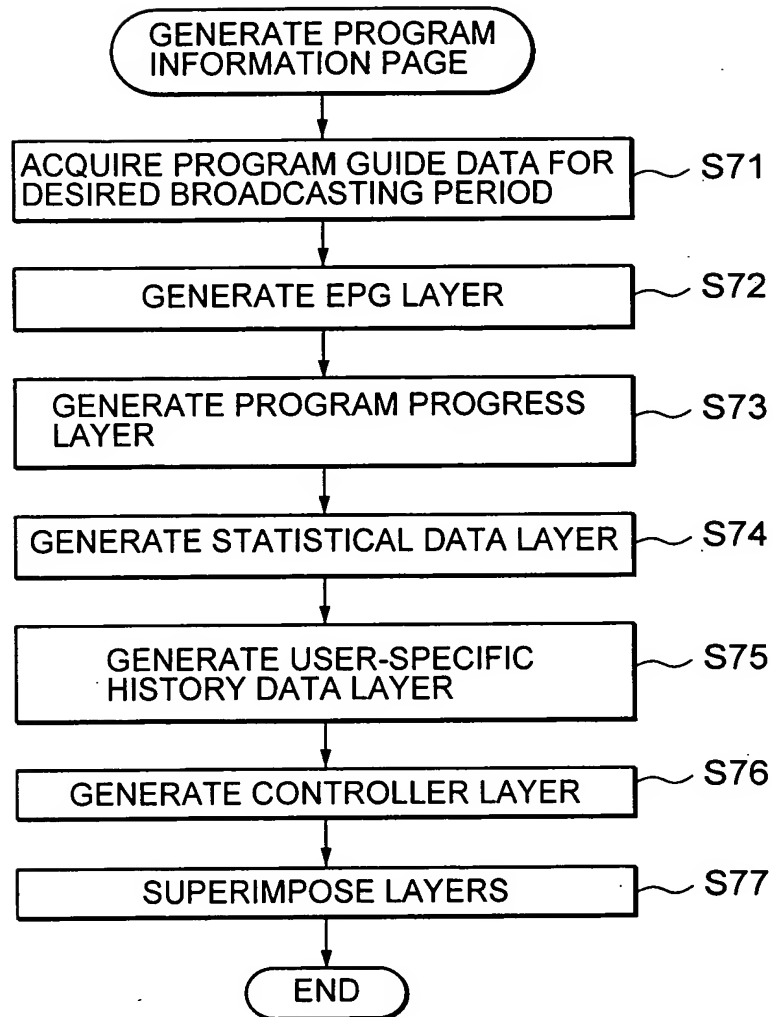 GENERATE PROGRAM
INFORMATION PAGE
ACQUIRE PROGRAM GUIDE DATA FOR
DESIRED BROADCASTING PERIOD
S71
GENERATE EPG LAYER
S72
GENERATE PROGRAM PROGRESS
LAYER
S73
GENERATE STATISTICAL DATA LAYER
S74
GENERATE USER-SPECIFIC
HISTORY DATA LAYER
S75
GENERATE CONTROLLER LAYER
S76
SUPERIMPOSE LAYERS
S77
END